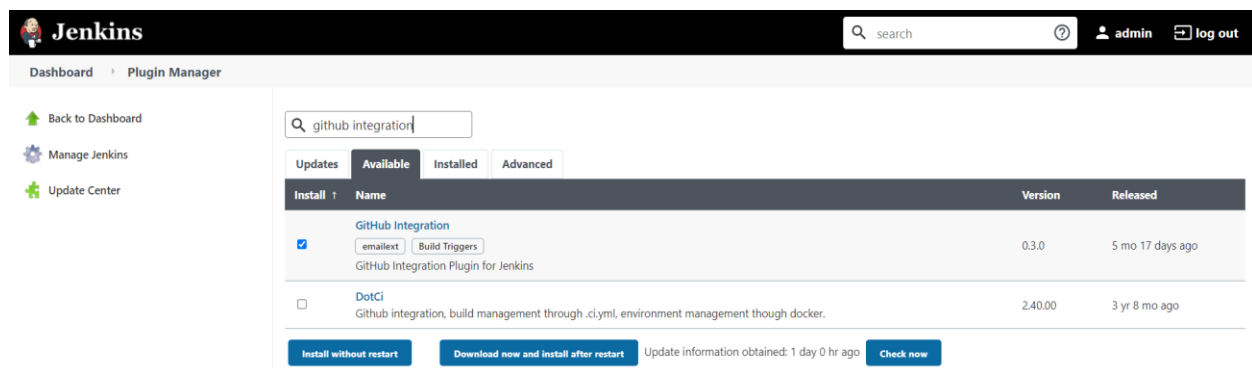 Jenkins search admin log out
Dashboard Plugin Manager
Back to Dashboard
Manage Jenkins
Update Center
github integration
Updates Available Installed Advanced
Install ↑ Name Version Released
GitHub Integration
emailext Build Triggers
GitHub Integration Plugin for Jenkins
0.3.0 5 mo 17 days ago
DotCi
Github integration, build management through .ci.yml, environment management though docker.
2.40.00 3 yr 8 mo ago
Install without restart Download now and install after restart Update information obtained: 1 day 0 hr ago Check now